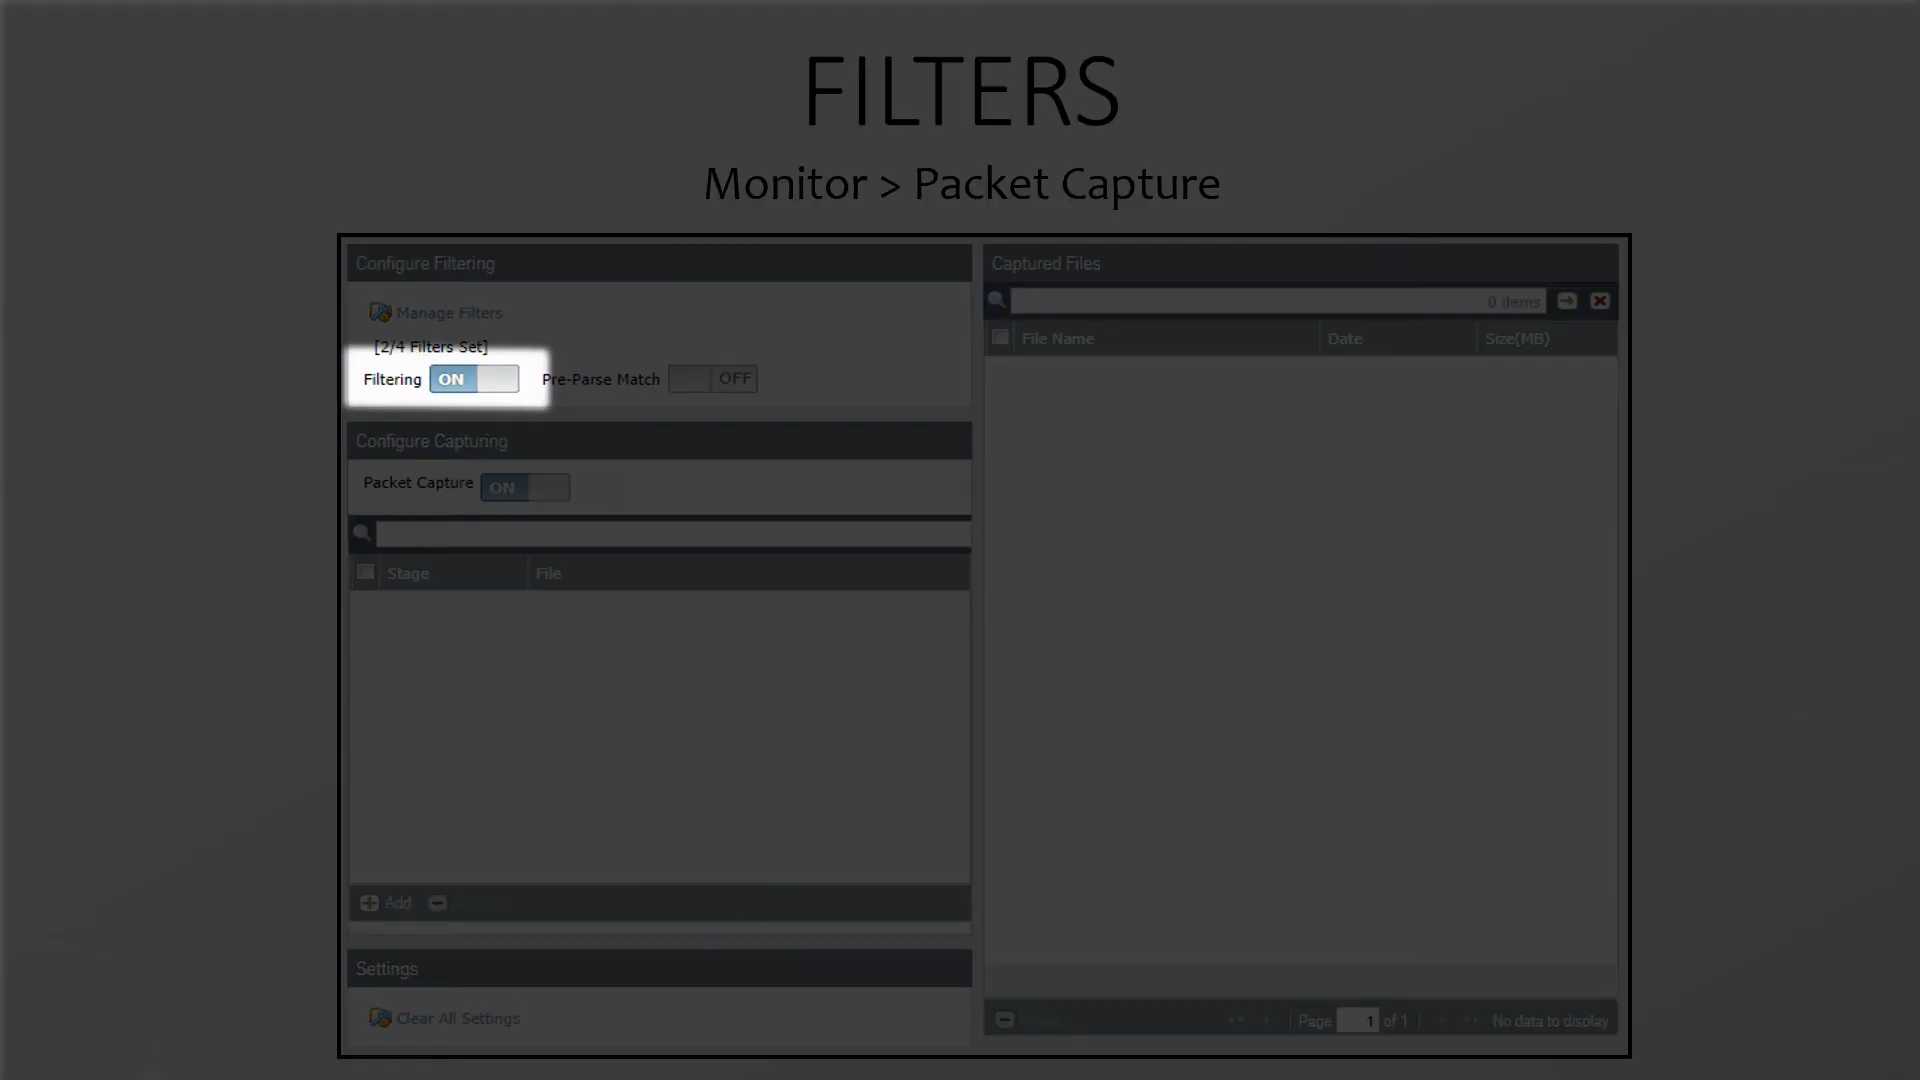 FILTERS
Monitor > Packet Capture
Configure Filtering
Manage Filters
[2/4 Filters Set]
Filtering ON Pre-Parse Match OFF
Configure Capturing
Packet Capture ON
Stage File
Add
Settings
Clear All Settings
Captured Files
0 items
File Name Date Size(MB)
Page 1 of 1 No data to display